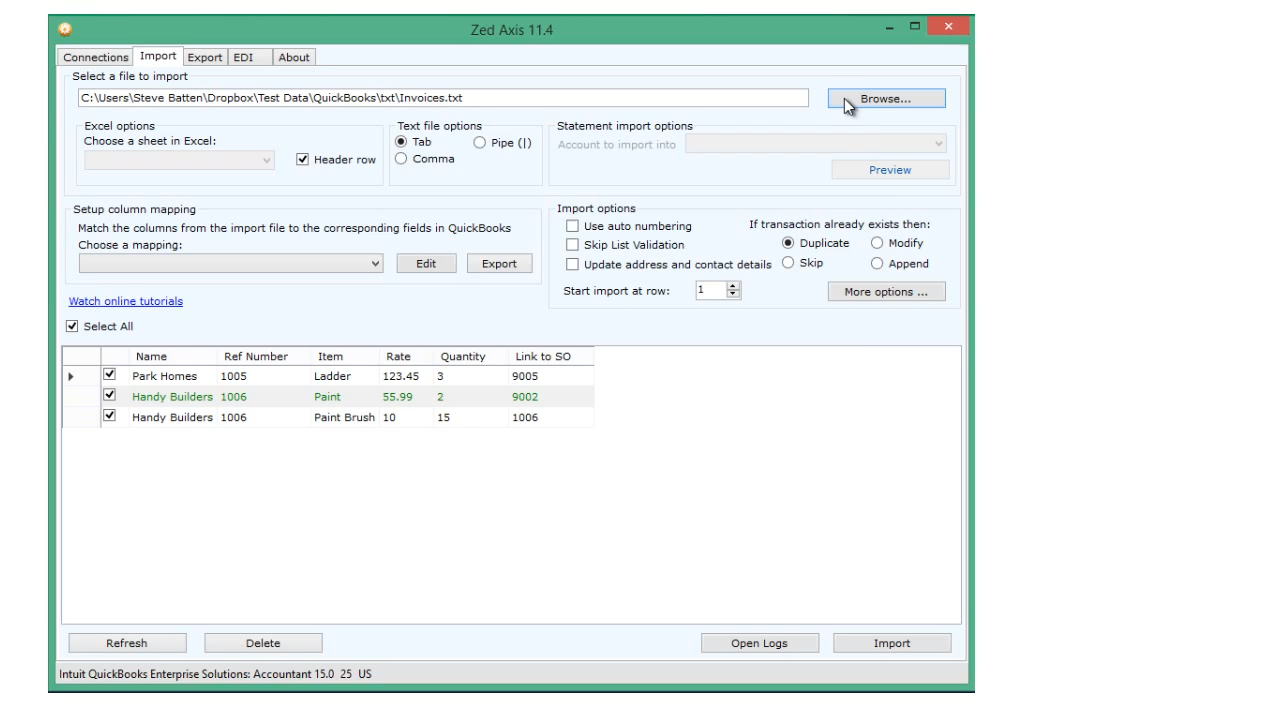 Zed Axis 11.4
Connections Import Export EDI About
Select a file to import
C:\Users\Steve Batten\Dropbox\Test Data\QuickBooks\txt\Invoices.txt Browse...
Excel options Text file options Statement import options
Choose a sheet in Excel: Tab Pipe (|) Account to import into
Header row Comma
Preview
Setup column mapping Import options
Match the columns from the import file to the corresponding fields in QuickBooks Use auto numbering If transaction already exists then:
Choose a mapping: Skip List Validation Duplicate Modify
Edit Export Update address and contact details Skip Append
Start import at row: 1 More options ...
Watch online tutorials
Select All
Name Ref Number Item Rate Quantity Link to SO
Park Homes 1005 Ladder 123.45 3 9005
Handy Builders 1006 Paint 55.99 2 9002
Handy Builders 1006 Paint Brush 10 15 1006
Refresh Delete Open Logs Import
Intuit QuickBooks Enterprise Solutions: Accountant 15.0 25 US